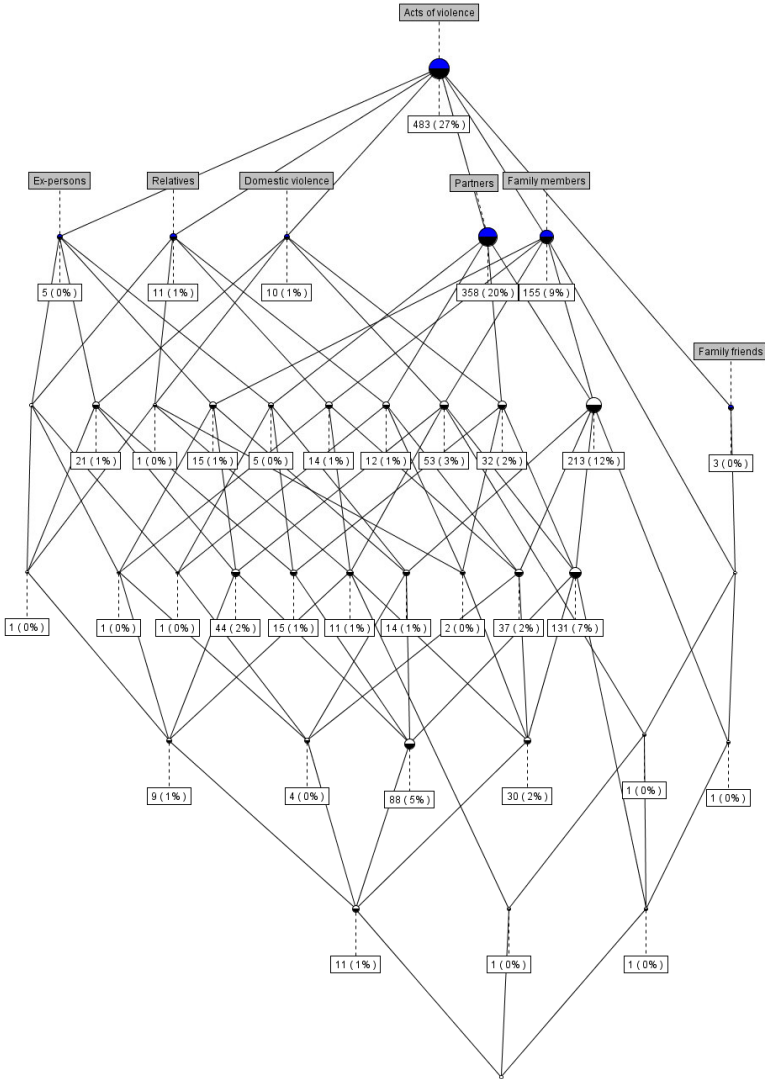 Acts of violence
483 ( 27% )
Ex-persons
Relatives
Domestic violence
Partners
Family members
5 ( 0% )
11 ( 1% )
10 ( 1% )
358 ( 20% )
155 ( 9% )
Family friends
21 ( 1% )
1 ( 0% )
15 ( 1% )
5 ( 0% )
14 ( 1% )
12 ( 1% )
53 ( 3% )
32 ( 2% )
213 ( 12% )
3 ( 0% )
1 ( 0% )
1 ( 0% )
1 ( 0% )
44 ( 2% )
15 ( 1% )
11 ( 1% )
14 ( 1% )
2 ( 0% )
37 ( 2% )
131 ( 7% )
9 ( 1% )
4 ( 0% )
88 ( 5% )
30 ( 2% )
1 ( 0% )
1 ( 0% )
11 ( 1% )
1 ( 0% )
1 ( 0% )